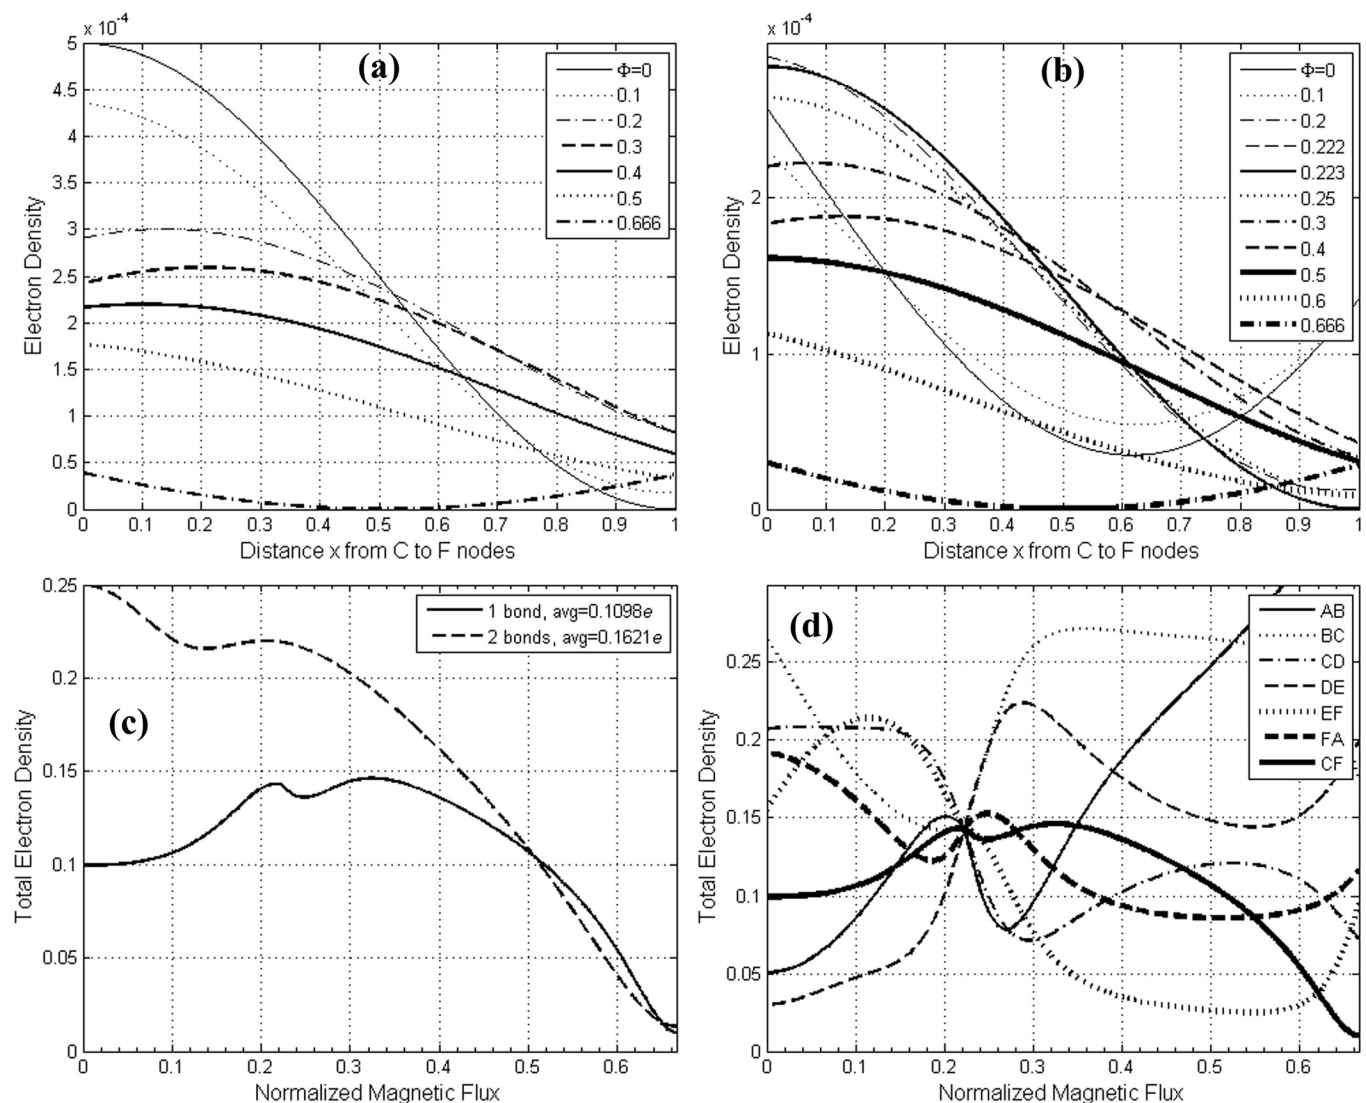 x 10⁻⁴
(a)
Electron Density
5
4.5
4
3.5
3
2.5
2
1.5
1
0.5
0
0 0.1 0.2 0.3 0.4 0.5 0.6 0.7 0.8 0.9 1
Distance x from C to F nodes
Φ=0
0.1
0.2
0.3
0.4
0.5
0.666
x 10⁻⁴
(b)
Electron Density
2
1
0
0 0.1 0.2 0.3 0.4 0.5 0.6 0.7 0.8 0.9 1
Distance x from C to F nodes
Φ=0
0.1
0.2
0.222
0.223
0.25
0.3
0.4
0.5
0.6
0.666
(c)
Total Electron Density
0.25
0.2
0.15
0.1
0.05
0
0 0.1 0.2 0.3 0.4 0.5 0.6
Normalized Magnetic Flux
1 bond, avg=0.1098e
2 bonds, avg=0.1621e
(d)
Total Electron Density
0.25
0.2
0.15
0.1
0.05
0
0 0.1 0.2 0.3 0.4 0.5 0.6
Normalized Magnetic Flux
AB
BC
CD
DE
EF
FA
CF